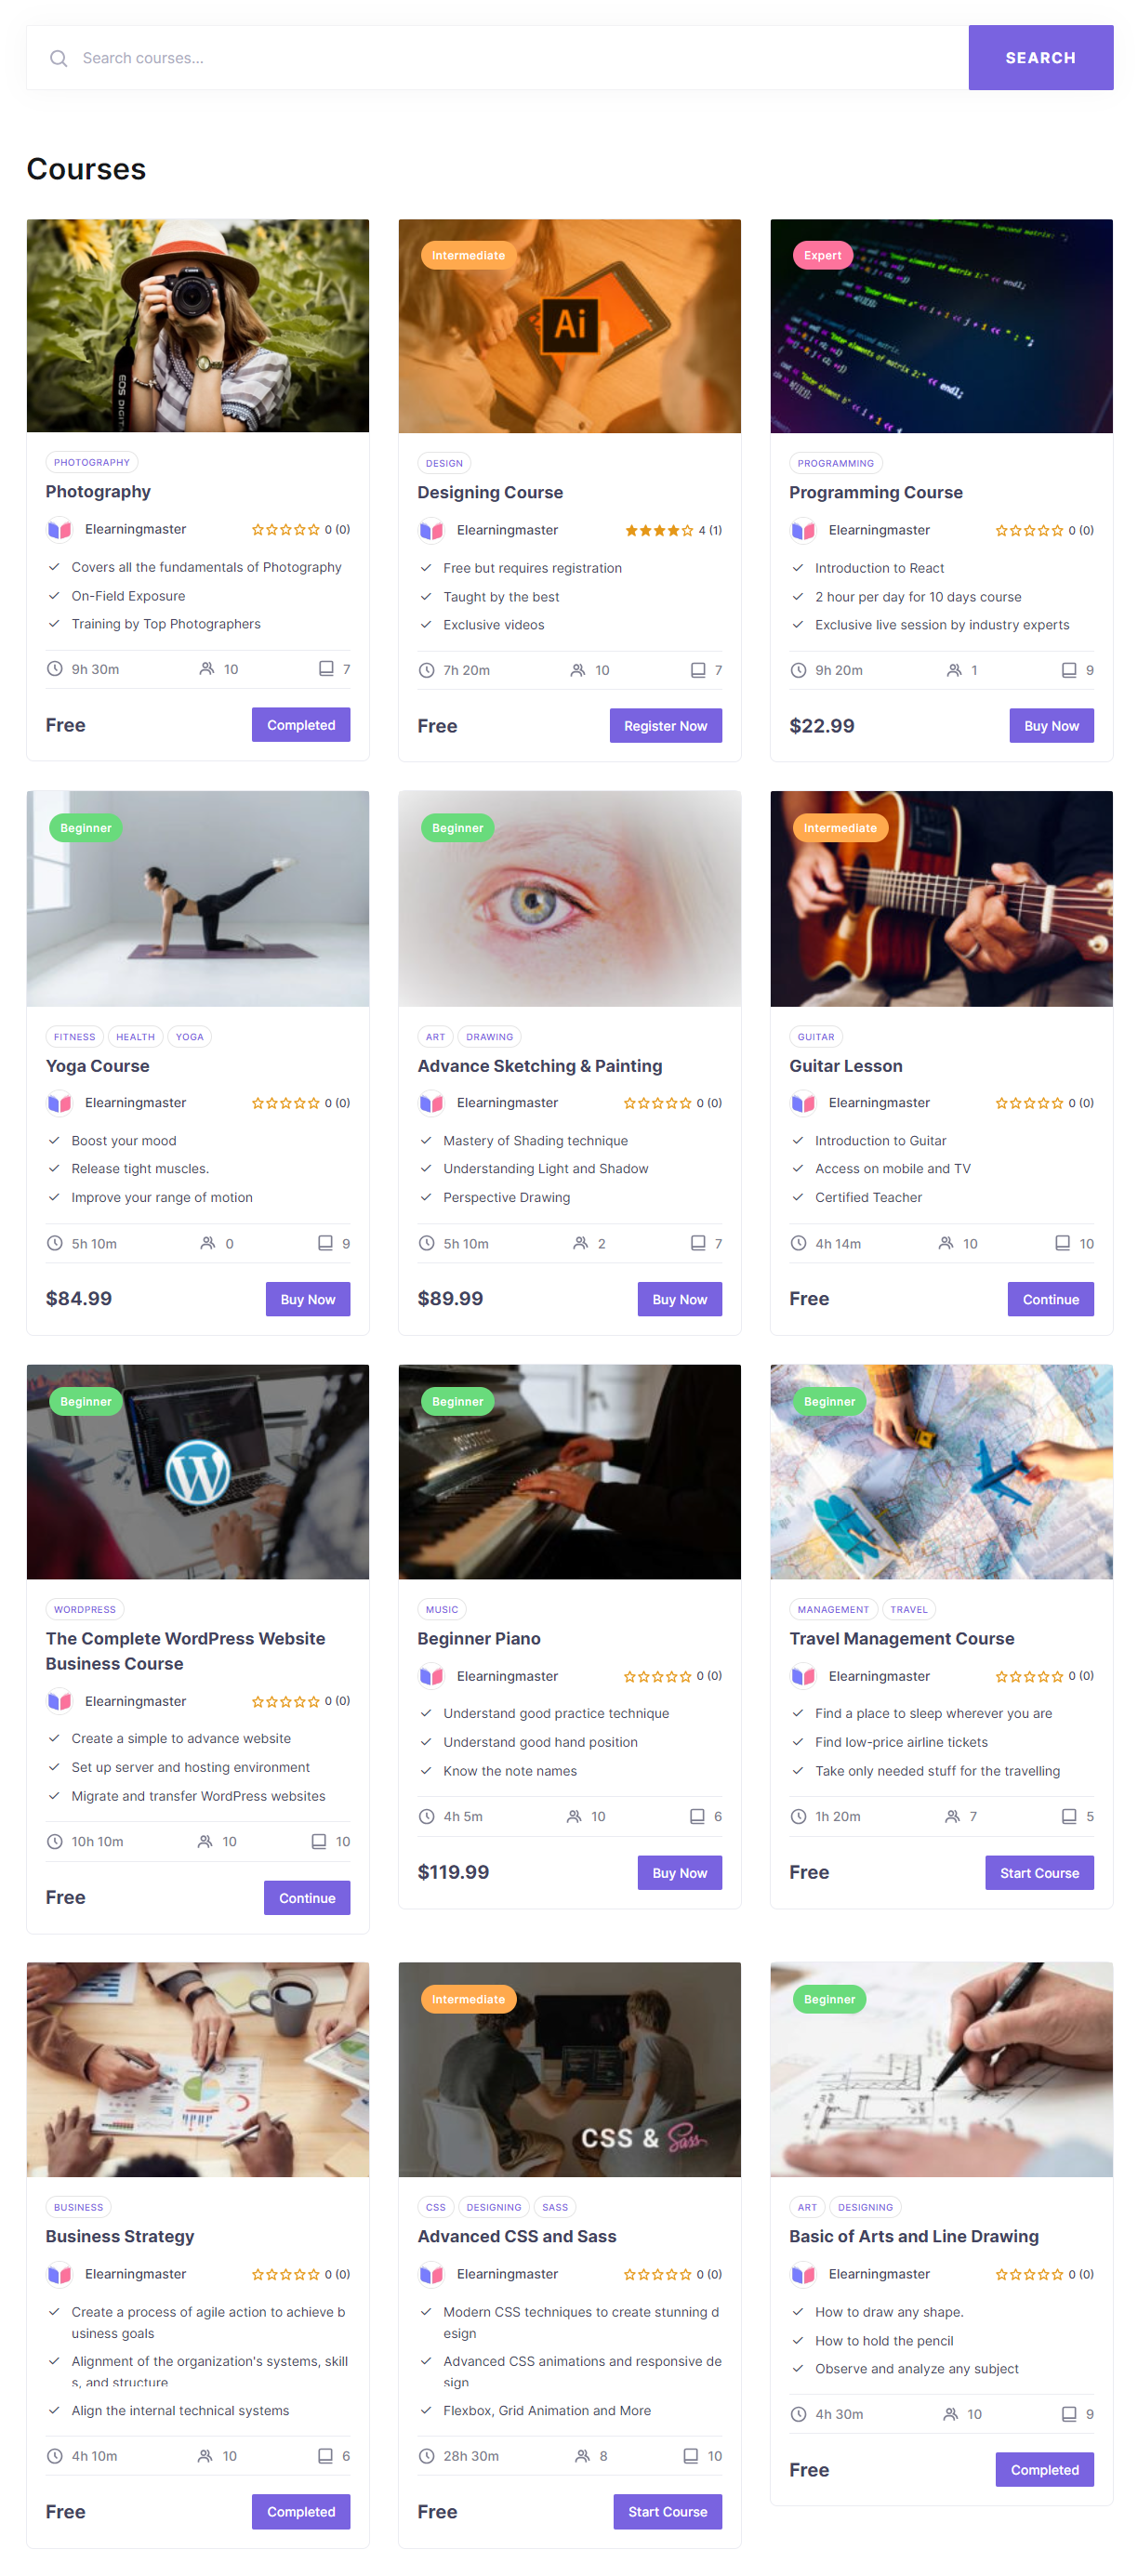 Search courses...
SEARCH
Courses
EOS DIGIT
PHOTOGRAPHY
Photography
Elearningmaster 0 (0)
Covers all the fundamentals of Photography
On-Field Exposure
Training by Top Photographers
9h 30m 10 7
Free Completed
Intermediate
Ai
DESIGN
Designing Course
Elearningmaster 4 (1)
Free but requires registration
Taught by the best
Exclusive videos
7h 20m 10 7
Free Register Now
Expert
PROGRAMMING
Programming Course
Elearningmaster 0 (0)
Introduction to React
2 hour per day for 10 days course
Exclusive live session by industry experts
9h 20m 1 9
$22.99 Buy Now
Beginner
FITNESS HEALTH YOGA
Yoga Course
Elearningmaster 0 (0)
Boost your mood
Release tight muscles.
Improve your range of motion
5h 10m 0 9
$84.99 Buy Now
Beginner
ART DRAWING
Advance Sketching & Painting
Elearningmaster 0 (0)
Mastery of Shading technique
Understanding Light and Shadow
Perspective Drawing
5h 10m 2 7
$89.99 Buy Now
Intermediate
GUITAR
Guitar Lesson
Elearningmaster 0 (0)
Introduction to Guitar
Access on mobile and TV
Certified Teacher
4h 14m 10 10
Free Continue
Beginner
WORDPRESS
The Complete WordPress Website
Business Course
Elearningmaster 0 (0)
Create a simple to advance website
Set up server and hosting environment
Migrate and transfer WordPress websites
10h 10m 10 10
Free Continue
Beginner
MUSIC
Beginner Piano
Elearningmaster 0 (0)
Understand good practice technique
Understand good hand position
Know the note names
4h 5m 10 6
$119.99 Buy Now
Beginner
MANAGEMENT TRAVEL
Travel Management Course
Elearningmaster 0 (0)
Find a place to sleep wherever you are
Find low-price airline tickets
Take only needed stuff for the travelling
1h 20m 7 5
Free Start Course
BUSINESS
Business Strategy
Elearningmaster 0 (0)
Create a process of agile action to achieve b
usiness goals
Alignment of the organization's systems, skill
s, and structure
Align the internal technical systems
4h 10m 10 6
Free Completed
Intermediate
CSS & Sass
CSS DESIGNING SASS
Advanced CSS and Sass
Elearningmaster 0 (0)
Modern CSS techniques to create stunning d
esign
Advanced CSS animations and responsive de
sign
Flexbox, Grid Animation and More
28h 30m 8 10
Free Start Course
Beginner
ART DESIGNING
Basic of Arts and Line Drawing
Elearningmaster 0 (0)
How to draw any shape.
How to hold the pencil
Observe and analyze any subject
4h 30m 10 9
Free Completed